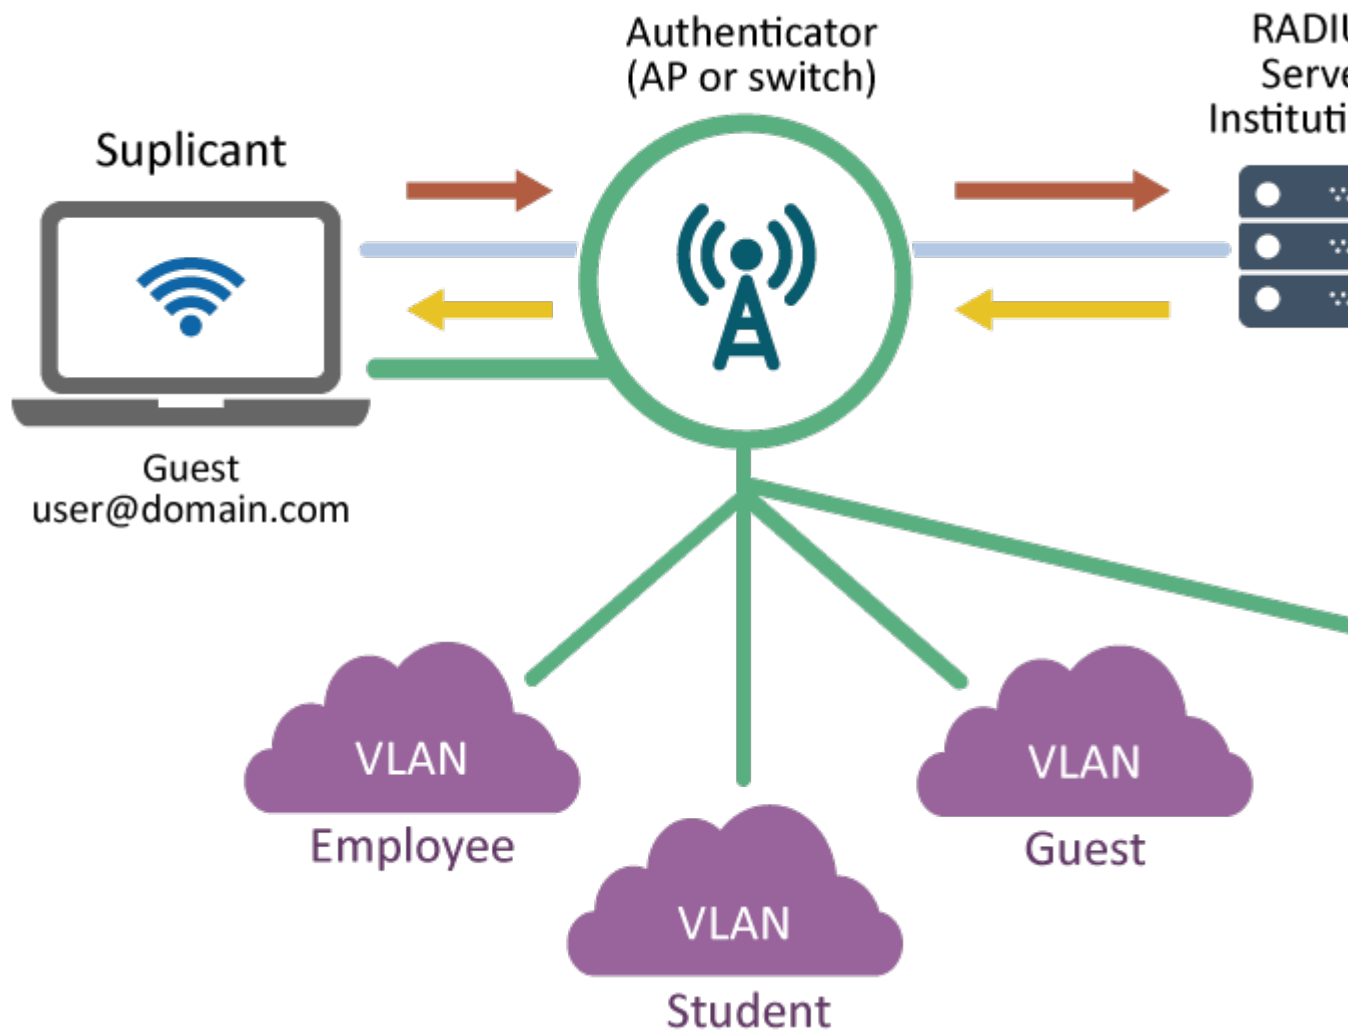 Authenticator
(AP or switch)
Suplicant
Guest
user@domain.com
VLAN
Employee
VLAN
Student
VLAN
Guest